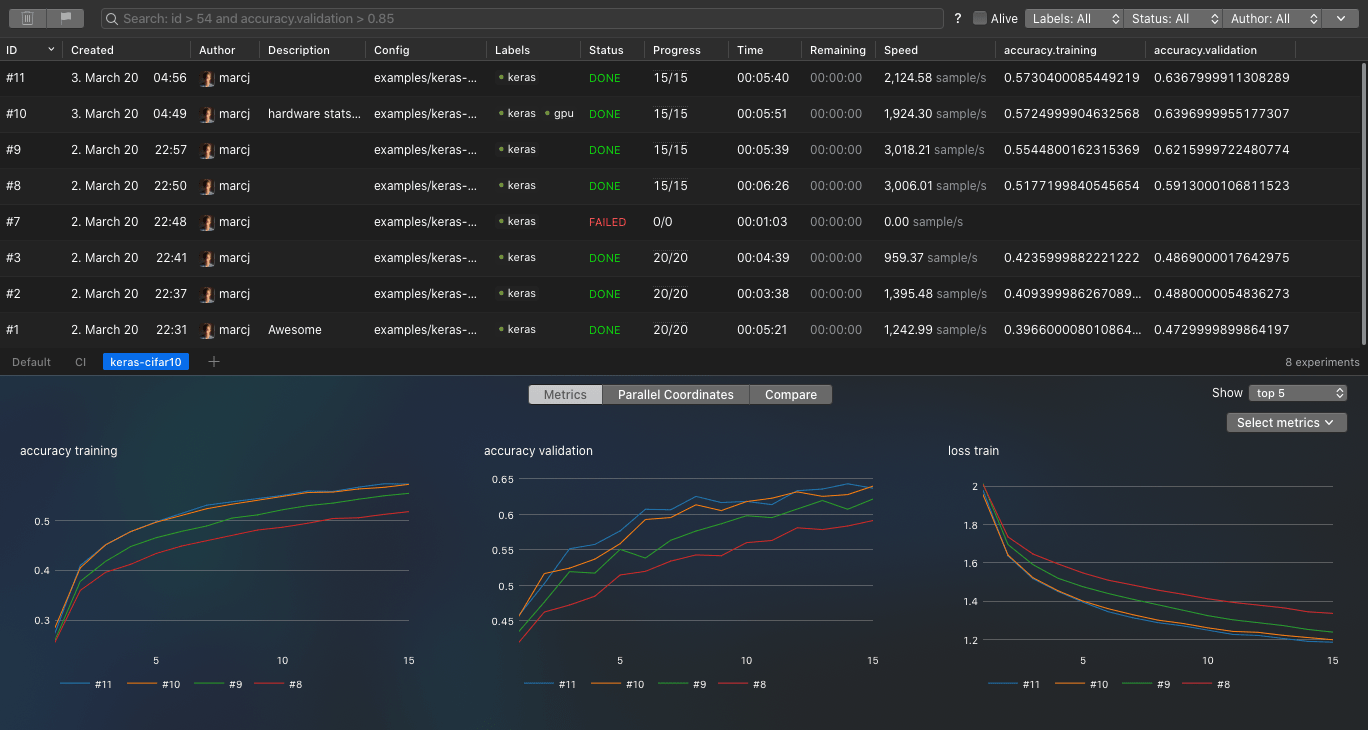 Search: id > 54 and accuracy.validation > 0.85 ? Alive Labels: All Status: All Author: All
ID Created Author Description Config Labels Status Progress Time Remaining Speed accuracy.training accuracy.validation
#11 3. March 20 04:56 marcj examples/keras-... keras DONE 15/15 00:05:40 00:00:00 2,124.58 sample/s 0.5730400085449219 0.6367999911308289
#10 3. March 20 04:49 marcj hardware stats... examples/keras-... keras gpu DONE 15/15 00:05:51 00:00:00 1,924.30 sample/s 0.5724999904632568 0.6396999955177307
#9 2. March 20 22:57 marcj examples/keras-... keras DONE 15/15 00:05:39 00:00:00 3,018.21 sample/s 0.5544800162315369 0.6215999722480774
#8 2. March 20 22:50 marcj examples/keras-... keras DONE 15/15 00:06:26 00:00:00 3,006.01 sample/s 0.5177199840545654 0.5913000106811523
#7 2. March 20 22:48 marcj examples/keras-... keras FAILED 0/0 00:01:03 00:00:00 0.00 sample/s
#3 2. March 20 22:41 marcj examples/keras-... keras DONE 20/20 00:04:39 00:00:00 959.37 sample/s 0.4235999882221222 0.4869000017642975
#2 2. March 20 22:37 marcj examples/keras-... keras DONE 20/20 00:03:38 00:00:00 1,395.48 sample/s 0.409399986267089... 0.4880000054836273
#1 2. March 20 22:31 marcj Awesome examples/keras-... keras DONE 20/20 00:05:21 00:00:00 1,242.99 sample/s 0.396600008010864... 0.4729999899864197
Default CI keras-cifar10 + 8 experiments
Metrics Parallel Coordinates Compare Show top 5
Select metrics
accuracy training
0.5
0.4
0.3
5 10 15
#11 #10 #9 #8
accuracy validation
0.65
0.6
0.55
0.5
0.45
5 10 15
#11 #10 #9 #8
loss train
2
1.8
1.6
1.4
1.2
5 10 15
#11 #10 #9 #8